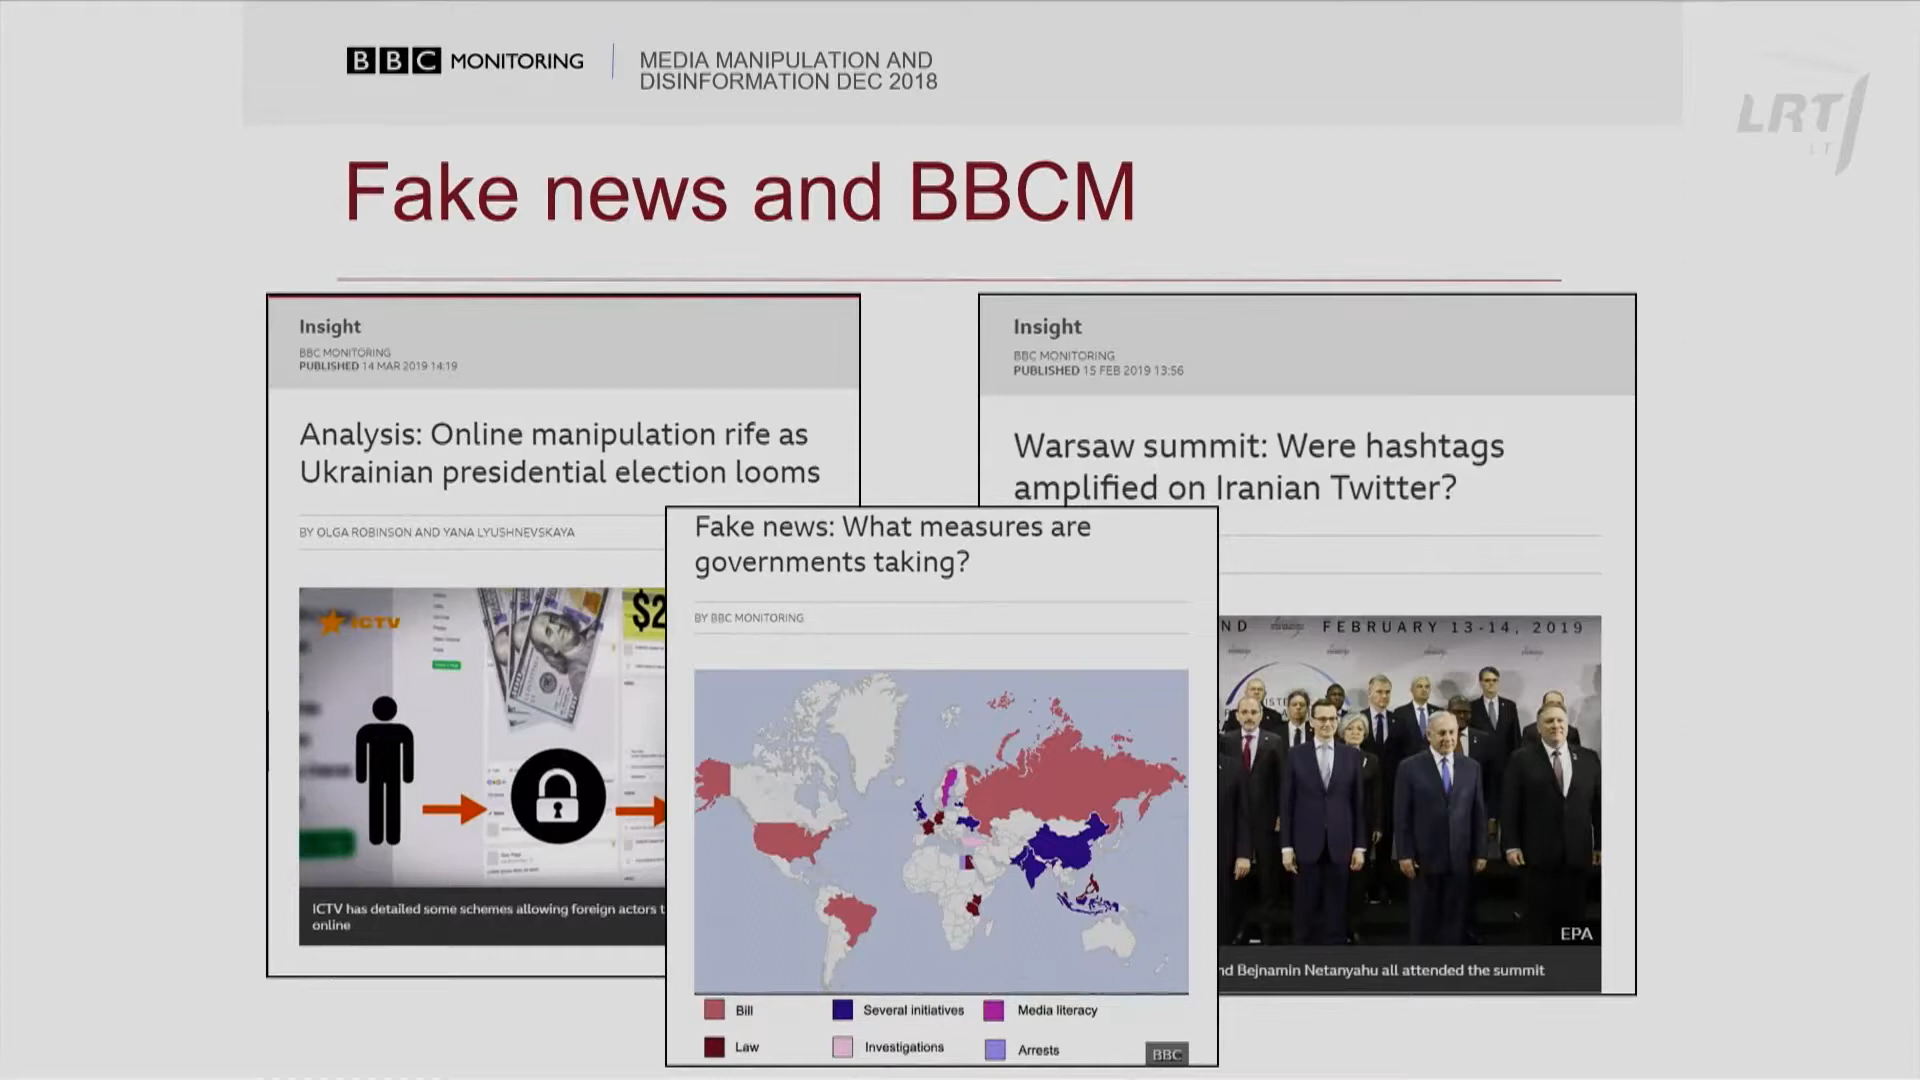 BBC MONITORING
MEDIA MANIPULATION AND
DISINFORMATION DEC 2018
LRT
LT
Fake news and BBCM
Insight
BBC MONITORING
PUBLISHED 14 MAR 2019 14:19
Analysis: Online manipulation rife as
Ukrainian presidential election looms
BY OLGA ROBINSON AND YANA LYUSHNEVSKAYA
ICTV
$2
ICTV has detailed some schemes allowing foreign actors t
online
Fake news: What measures are
governments taking?
BY BBC MONITORING
Bill
Several initiatives
Media literacy
Law
Investigations
Arrests
BBC
Insight
BBC MONITORING
PUBLISHED 15 FEB 2019 13:56
Warsaw summit: Were hashtags
amplified on Iranian Twitter?
ND FEBRUARY 13-14, 2019
EPA
nd Bejnamin Netanyahu all attended the summit